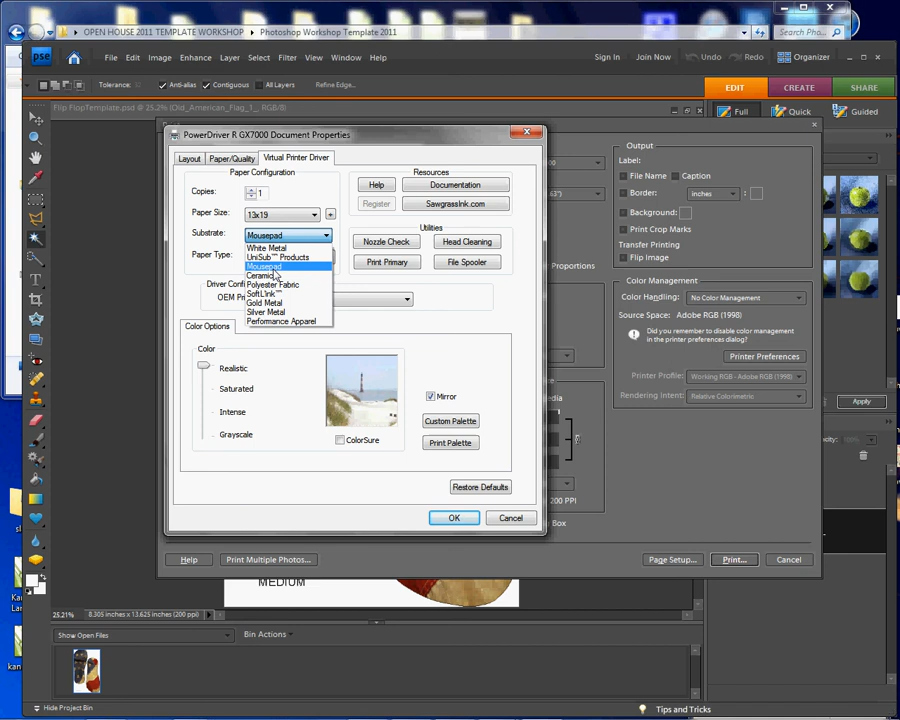 OPEN HOUSE 2011 TEMPLATE WORKSHOP ▸ Photoshop Workshop Template 2011
Search Pho...
pse
File Edit Image Enhance Layer Select Filter View Window Help
Sign In Join Now Undo Redo Organizer
Tolerance: Anti-alias Contiguous All Layers Refine Edge...
EDIT CREATE SHARE
Flip FlopTemplate.psd @ 25.2% (Old_American_Flag_1_ RGB/8)
Full Quick Guided
PowerDriver R GX7000 Document Properties
Layout Paper/Quality Virtual Printer Driver
Paper Configuration
Copies: 1
Paper Size: 13x19 +
Substrate: Mousepad
White Metal
UniSub™ Products
Mousepad
Ceramic
Polyester Fabric
SoftL'ink™
Gold Metal
Silver Metal
Performance Apparel
Paper Type:
Driver Confi
OEM Pr
Resources
Help Documentation
Register SawgrassInk.com
Utilities
Nozzle Check Head Cleaning
Print Primary File Spooler
Color Options
Color
Realistic
Saturated
Intense
Grayscale
ColorSure
Mirror
Custom Palette
Print Palette
Restore Defaults
OK Cancel
Output
Label:
File Name Caption
Border: inches
Background:
Print Crop Marks
Transfer Printing
Flip Image
Color Management
Color Handling: No Color Management
Source Space: Adobe RGB (1998)
Did you remember to disable color management in the printer preferences dialog?
Printer Preferences
Printer Profile: Working RGB - Adobe RGB (1998)
Rendering Intent: Relative Colorimetric
Proportions
200 PPI
Help Print Multiple Photos... Page Setup... Print... Cancel
Apply
MEDIUM
25.21% 8.305 inches x 13.625 inches (200 ppi)
Show Open Files Bin Actions
Hide Project Bin
Tips and Tricks